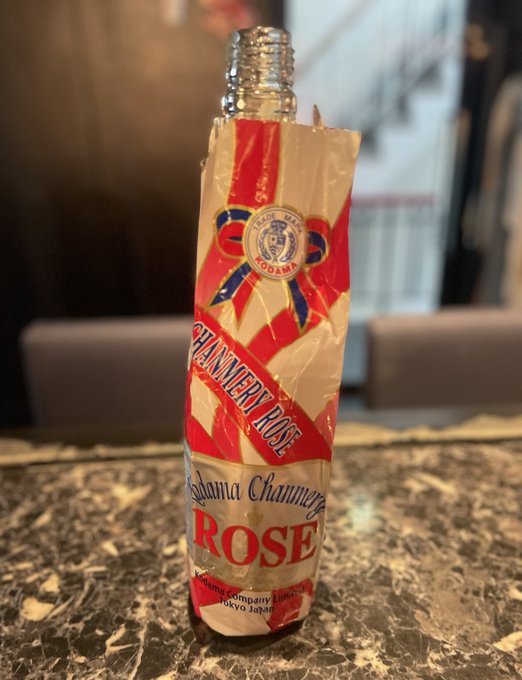 TRADE MARK
KODAMA
CHANMERY ROSE
Kodama Chanmery
ROSE
Kodama Company Limited
Tokyo Japan